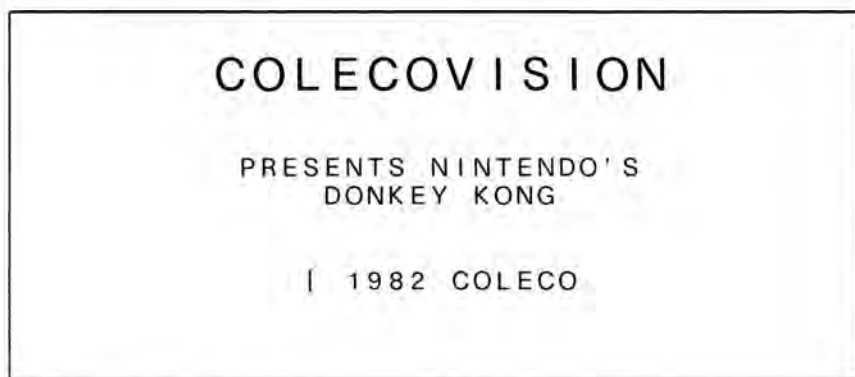 COLECOVISION
PRESENTS NINTENDO'S
DONKEY KONG
| 1982 COLECO